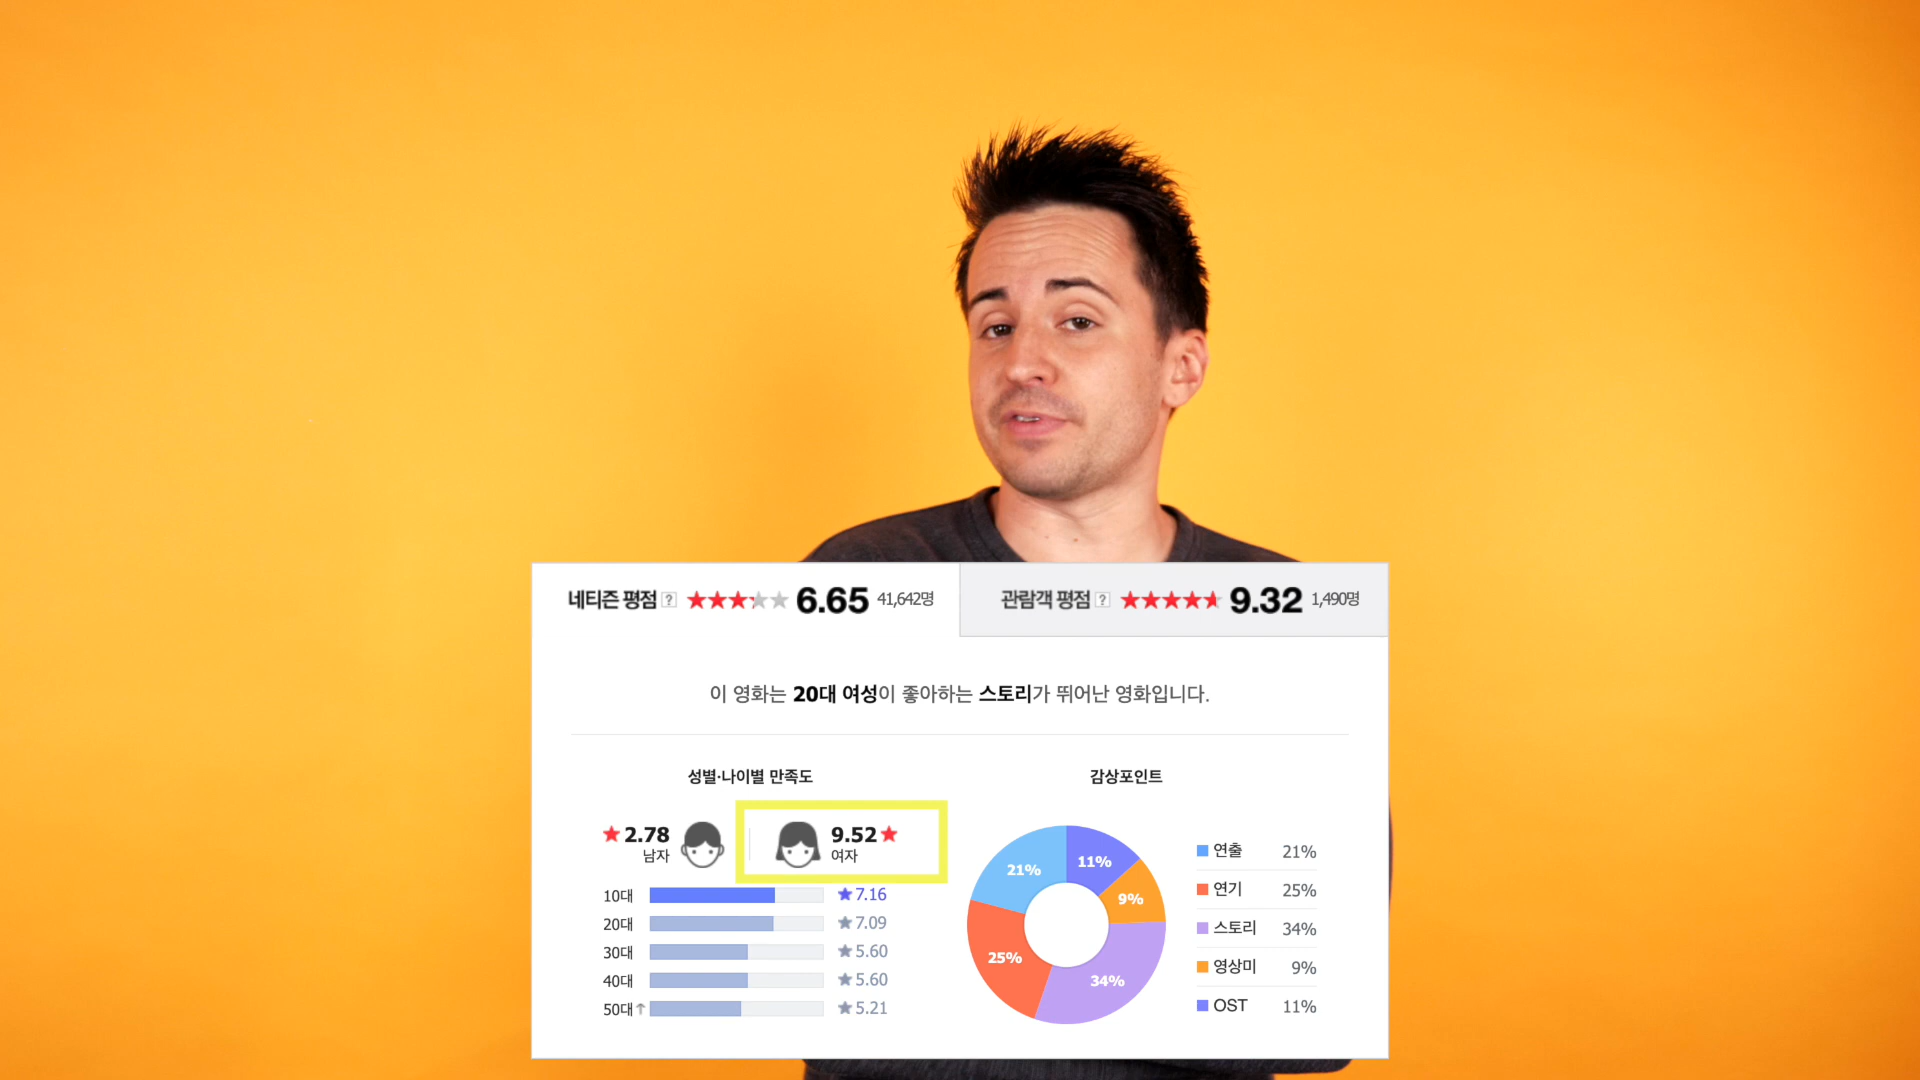 네티즌 평점 ? 6.65 41,642명
관람객 평점 ? 9.32 1,490명
이 영화는 20대 여성이 좋아하는 스토리가 뛰어난 영화입니다.
성별·나이별 만족도
2.78
남자
9.52
여자
10대 7.16
20대 7.09
30대 5.60
40대 5.60
50대↑ 5.21
감상포인트
21%
11%
9%
25%
34%
연출 21%
연기 25%
스토리 34%
영상미 9%
OST 11%